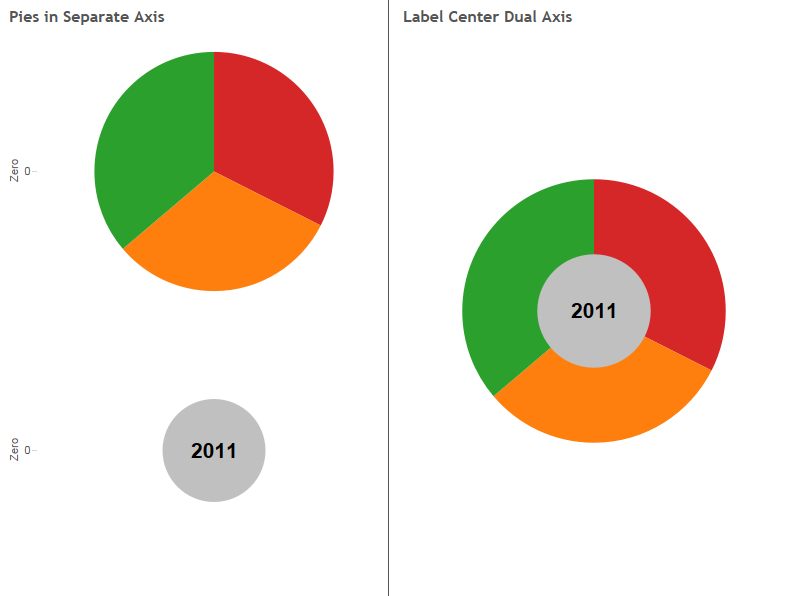 Pies in Separate Axis
Zero 0
2011
Zero 0
Label Center Dual Axis
2011